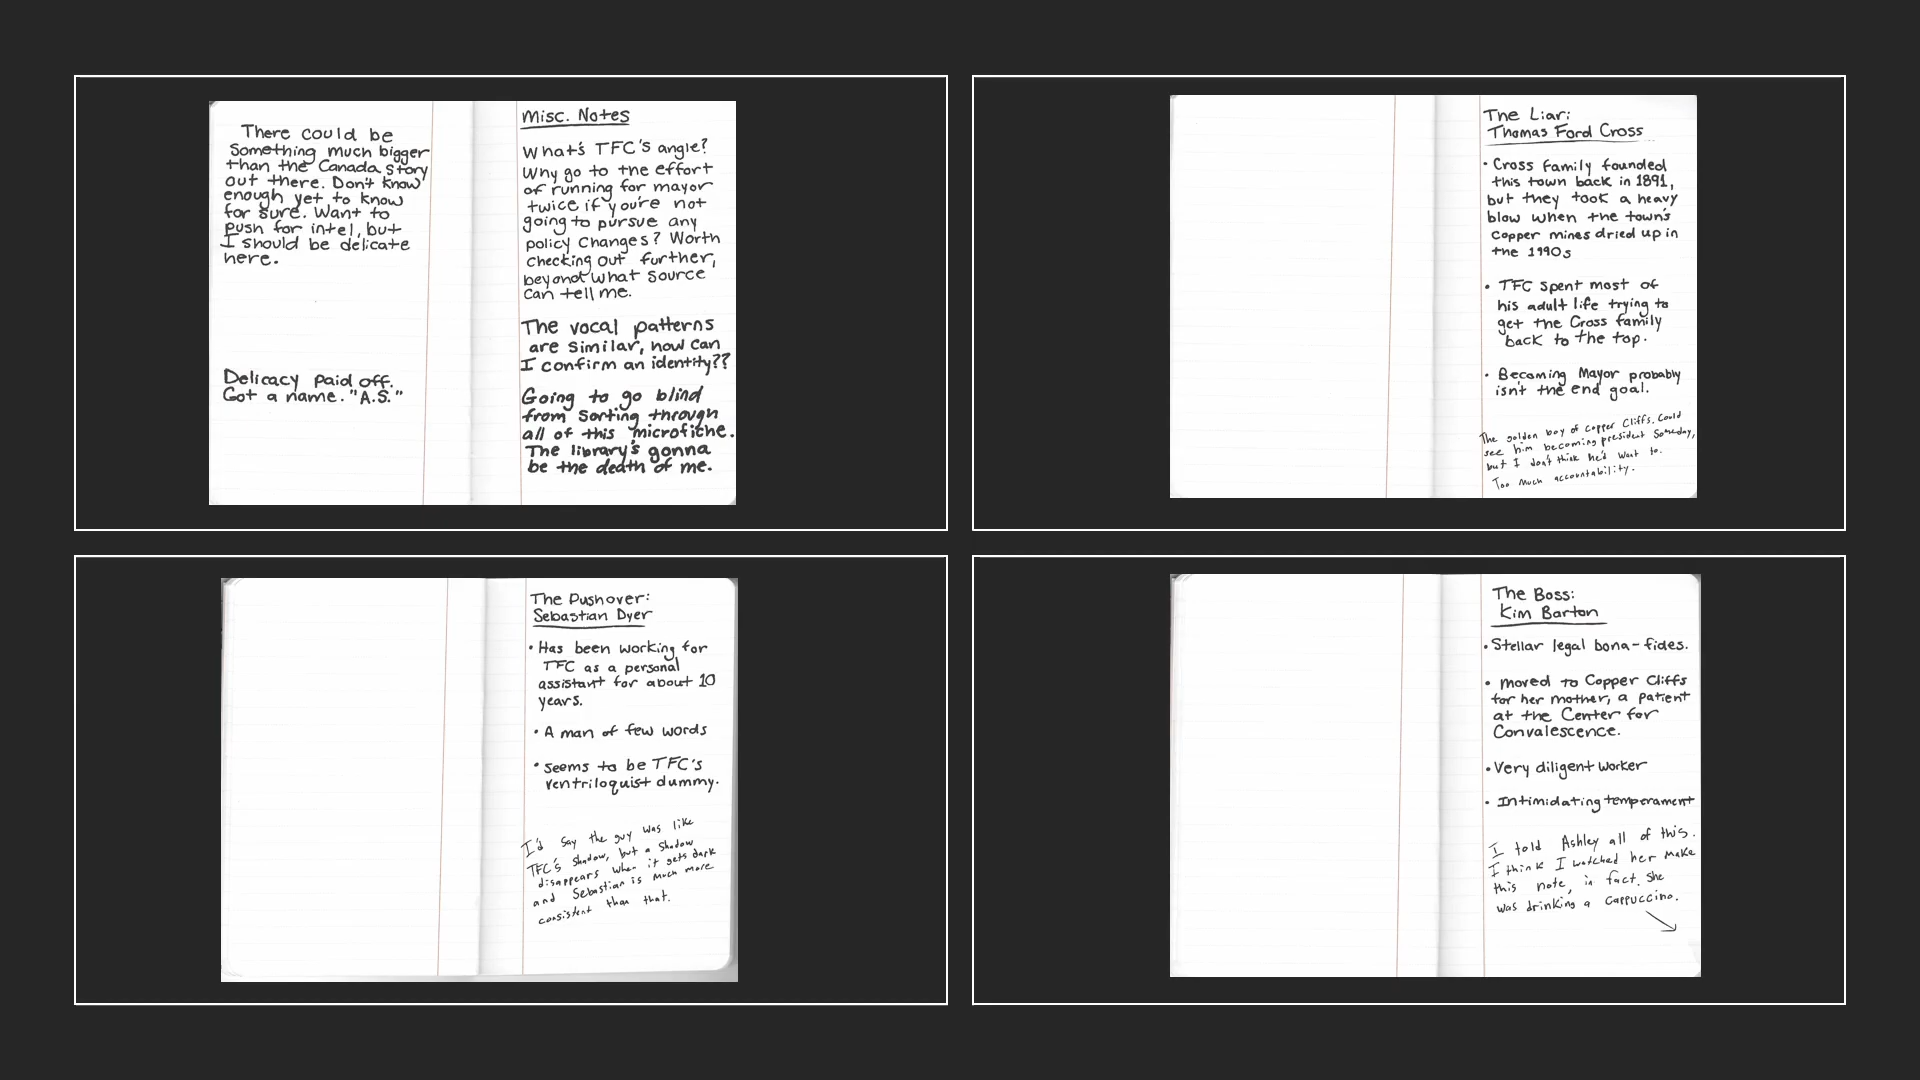 There could be
Something much bigger
than the Canada story
out there. Don't know
enough yet to know
for sure. Want to
push for intel, but
I should be delicate
here.
Delicacy paid off.
Got a name. "A.S."
Misc. Notes
What's TFC's angle?
Why go to the effort
of running for mayor
twice if you're not
going to pursue any
policy changes? Worth
checking out further,
beyond what source
can tell me.
The vocal patterns
are similar, how can
I confirm an identity??
Going to go blind
from sorting through
all of this microfiche.
The library's gonna
be the death of me.
The Liar:
Thomas Ford Cross
• Cross family founded
this town back in 1891,
but they took a heavy
blow when the town's
copper mines dried up in
the 1990s
• TFC spent most of
his adult life trying to
get the Cross family
back to the top.
• Becoming Mayor probably
isn't the end goal.
The golden boy of Copper Cliffs. Could
see him becoming president someday,
but I don't think he'd want to.
Too much accountability.
The Pushover:
Sebastian Dyer
• Has been working for
TFC as a personal
assistant for about 10
years.
• A man of few words
• seems to be TFC's
ventriloquist dummy.
I'd say the guy was like
TFC's shadow, but a shadow
disappears when it gets dark
and Sebastian is much more
consistent than that.
The Boss:
Kim Barton
• Stellar legal bona-fides.
• moved to Copper Cliffs
for her mother, a patient
at the Center for
Convalescence.
• Very diligent worker
• Intimidating temperament
I told Ashley all of this.
I think I watched her make
this note, in fact. She
was drinking a cappuccino.